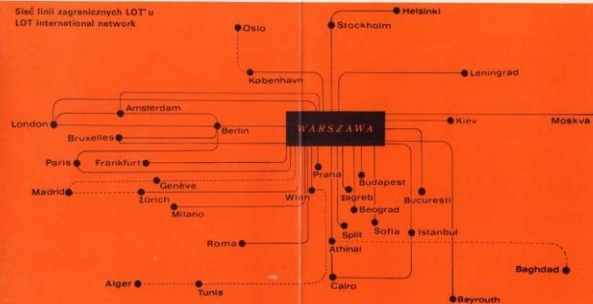 Sieć linii zagranicznych LOT'u
LOT international network
Helsinki
Oslo
Stockholm
København
Leningrad
Amsterdam
London
Berlin
WARSZAWA
Kiev
Moskva
Bruxelles
Paris
Frankfurt
Praha
Budapest
Genève
Madrid
Zürich
Wien
Zagreb
Bucuresti
Milano
Beograd
Split
Sofia
Istanbul
Roma
Athinai
Baghdad
Alger
Tunis
Cairo
Beyrouth